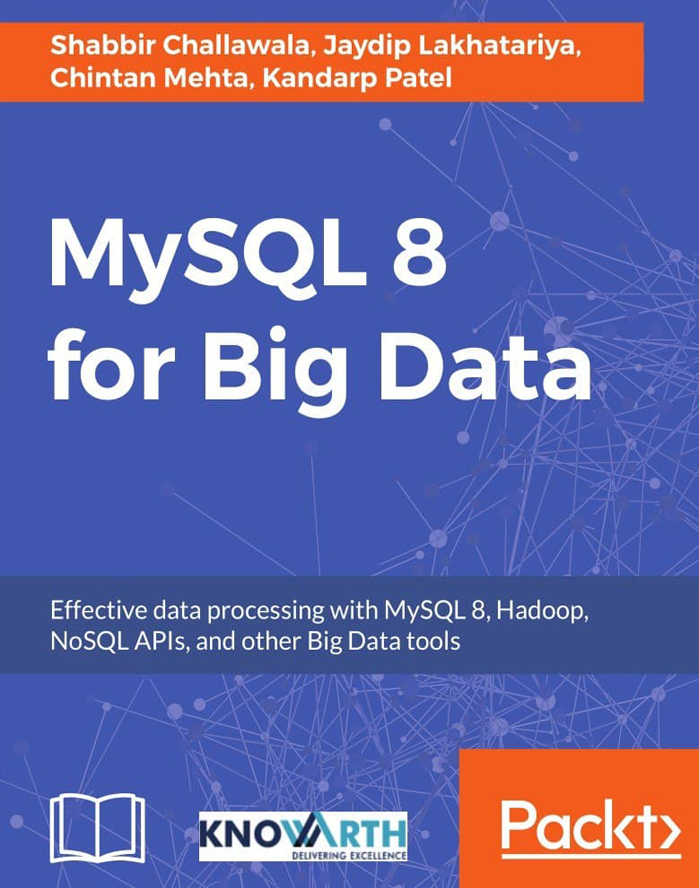 Shabbir Challawala, Jaydip Lakhatariya,
Chintan Mehta, Kandarp Patel
MySQL 8
for Big Data
Effective data processing with MySQL 8, Hadoop,
NoSQL APIs, and other Big Data tools
KNOWARTH
DELIVERING EXCELLENCE
Packt>